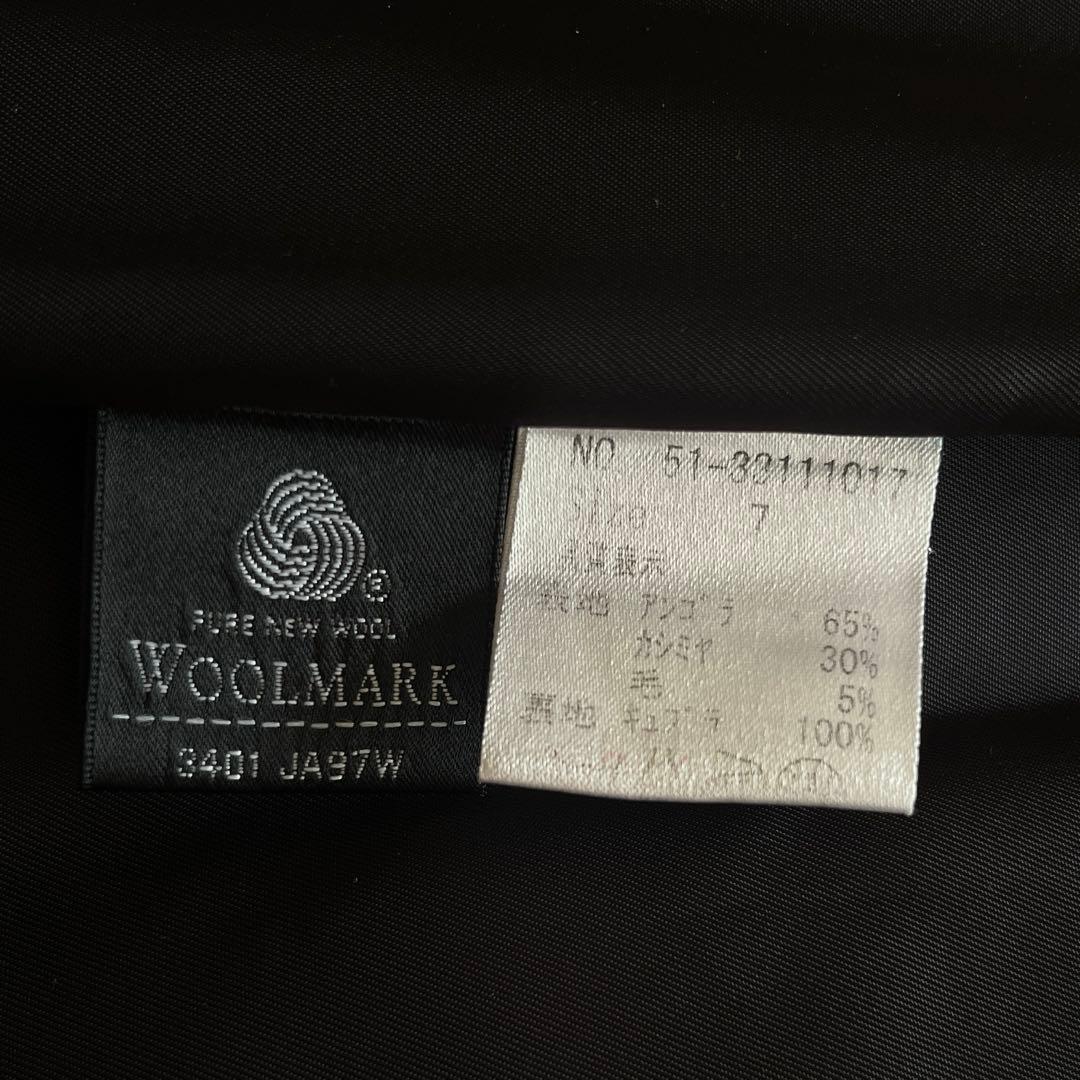 PURE NEW WOOL
WOOLMARK
3401 JA97W
NO 51-39111017
Size 7
品質表示
表地 アンゴラ 65%
カシミヤ 30%
毛 5%
裏地 キュプラ 100%